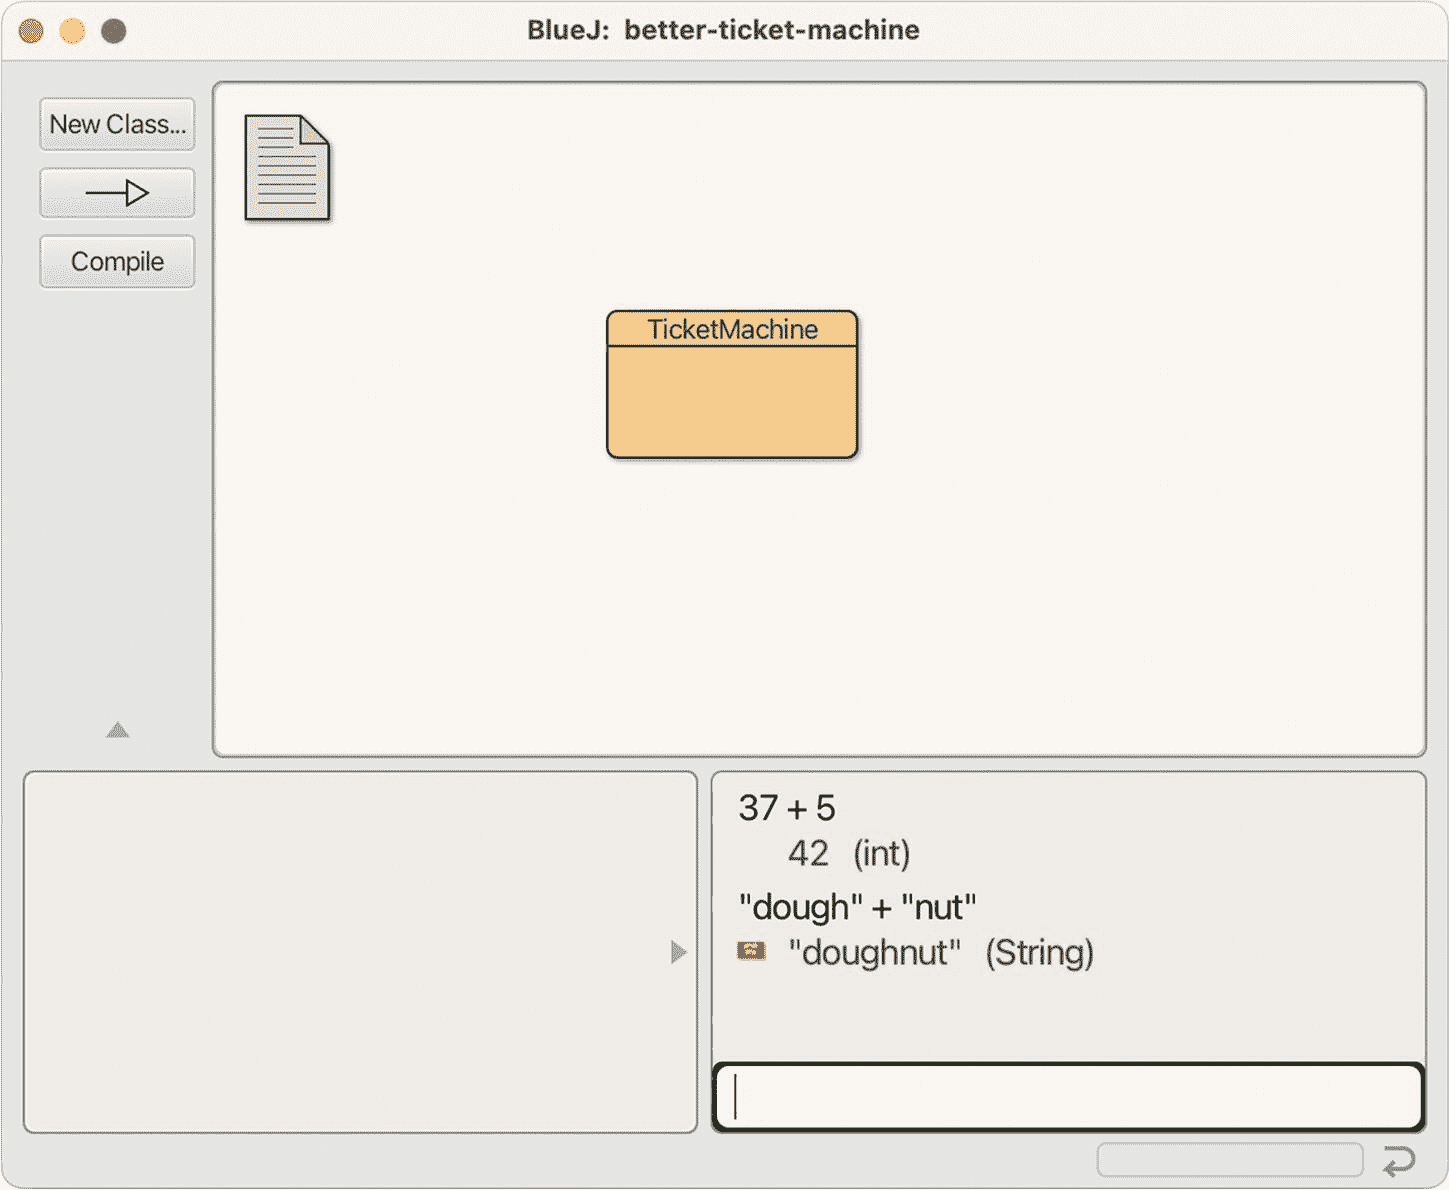 BlueJ: better-ticket-machine
New Class...
Compile
TicketMachine
37 + 5
42 (int)
"dough" + "nut"
"doughnut" (String)